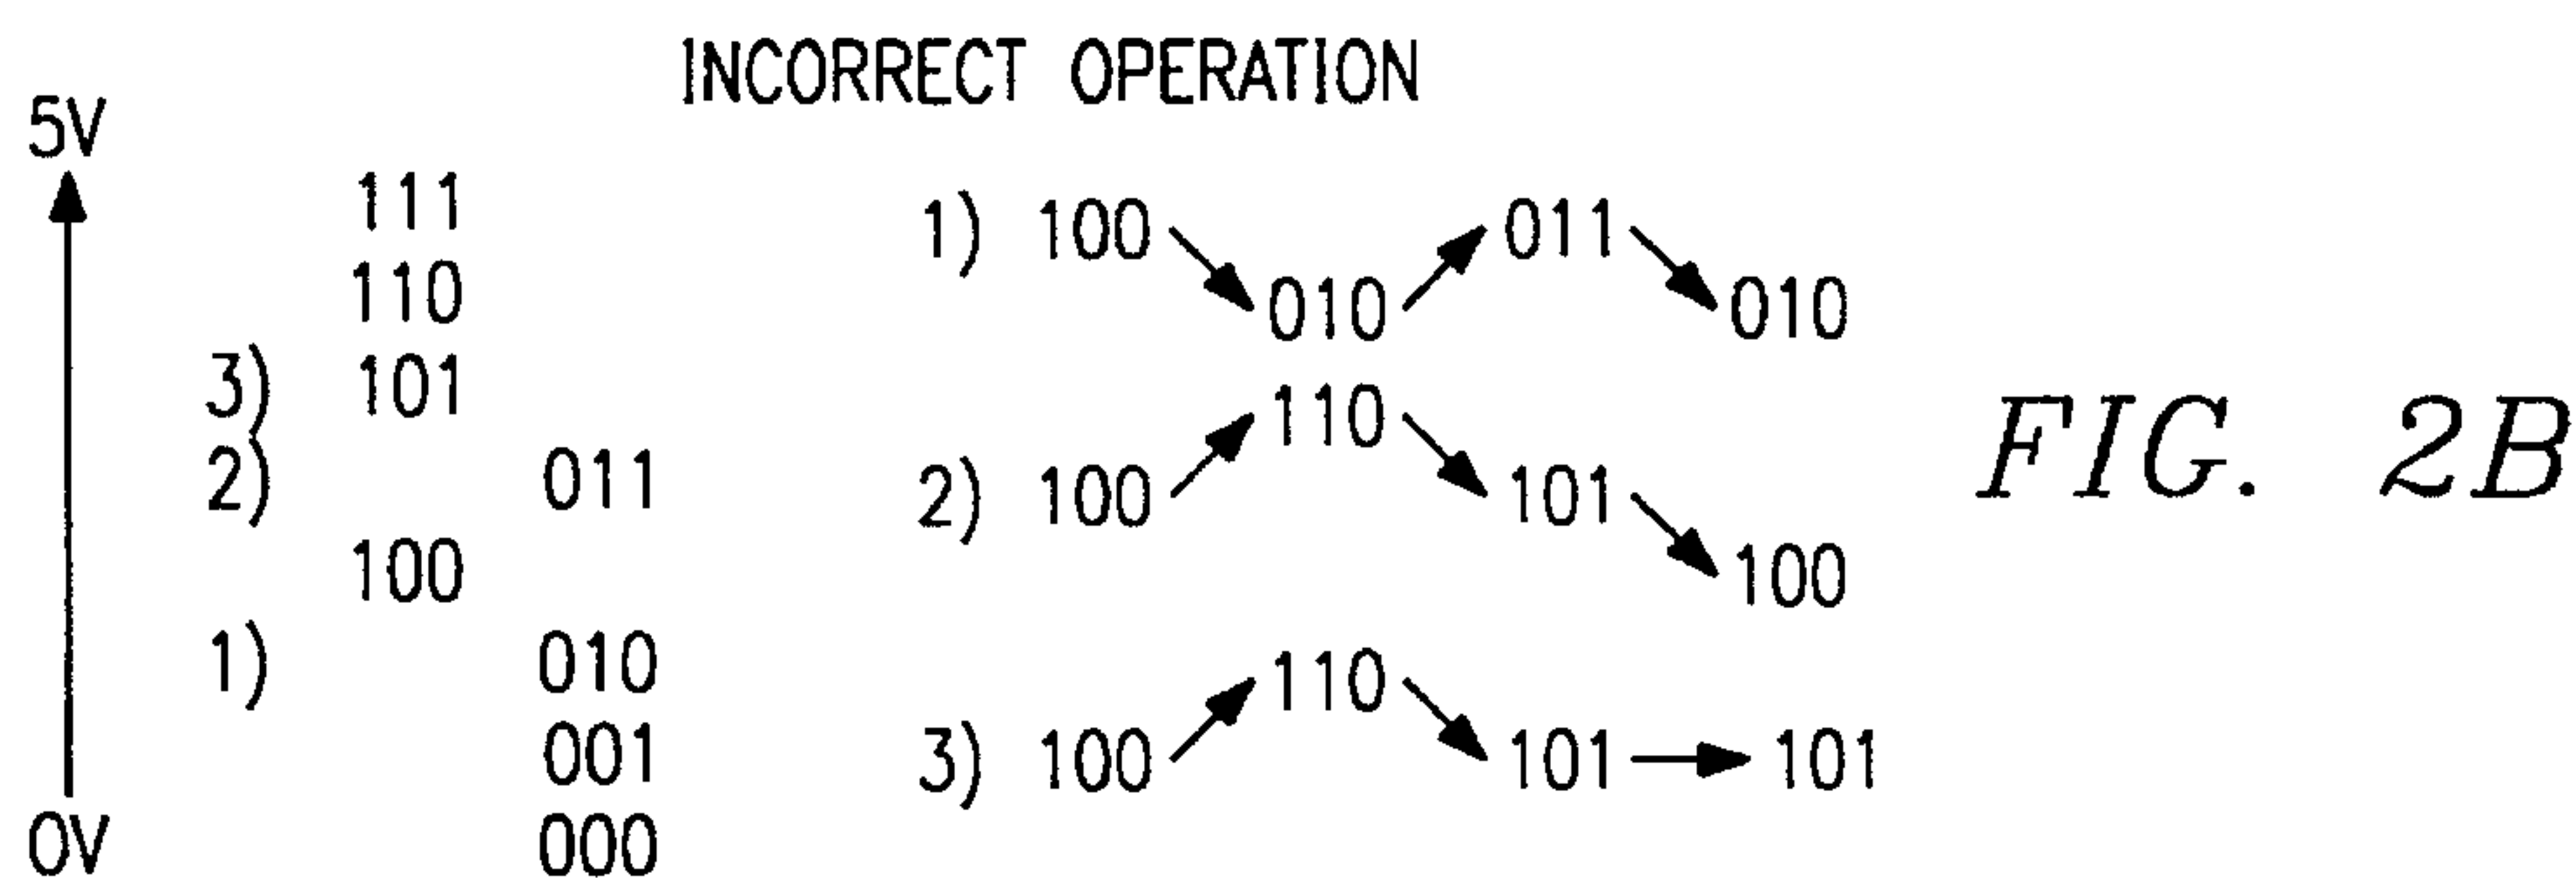 INCORRECT OPERATION
5V
111
110
3) 101
2) 011
100
1) 010
001
000
0V
1) 100 010 011 010
2) 100 110 101 100
3) 100 110 101 101
FIG. 2B